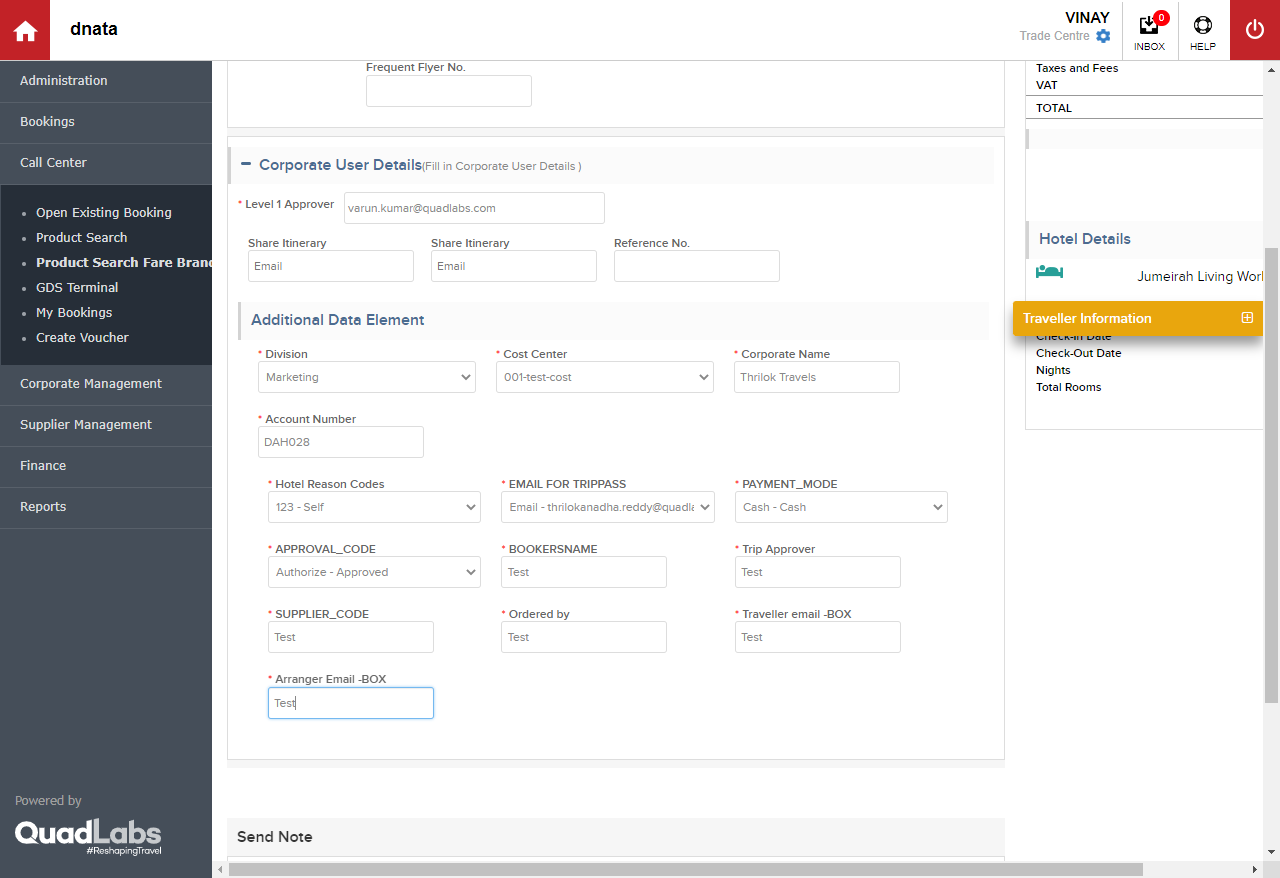 dnata
VINAY
Trade Centre
0
INBOX
HELP
Administration
Bookings
Call Center
Open Existing Booking
Product Search
Product Search Fare Brand
GDS Terminal
My Bookings
Create Voucher
Corporate Management
Supplier Management
Finance
Reports
Powered by
QuadLabs
#ReshapingTravel
Frequent Flyer No.
Corporate User Details(Fill in Corporate User Details )
* Level 1 Approver
varun.kumar@quadlabs.com
Share Itinerary Share Itinerary Reference No.
Email Email
Additional Data Element
* Division * Cost Center * Corporate Name
Marketing 001-test-cost Thrilok Travels
* Account Number
DAH028
* Hotel Reason Codes * EMAIL FOR TRIPPASS * PAYMENT_MODE
123 - Self Email - thrilokanadha.reddy@quadla Cash - Cash
* APPROVAL_CODE * BOOKERSNAME * Trip Approver
Authorize - Approved Test Test
* SUPPLIER_CODE * Ordered by * Traveller email -BOX
Test Test Test
* Arranger Email -BOX
Test
Send Note
Taxes and Fees
VAT
TOTAL
Hotel Details
Jumeirah Living Worl
Traveller Information
Check-In Date
Check-Out Date
Nights
Total Rooms